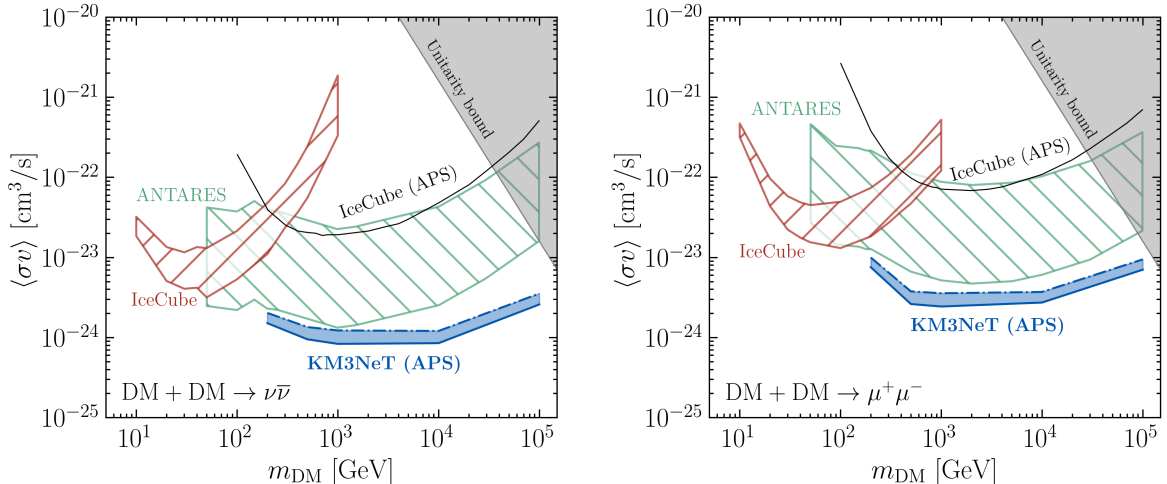 10⁻²⁰
10⁻²¹
10⁻²²
10⁻²³
10⁻²⁴
10⁻²⁵
⟨σv⟩ [cm³/s]
Unitarity bound
ANTARES
IceCube (APS)
IceCube
KM3NeT (APS)
DM + DM → νν̅
10¹ 10² 10³ 10⁴ 10⁵
m_DM [GeV]
10⁻²⁰
10⁻²¹
10⁻²²
10⁻²³
10⁻²⁴
10⁻²⁵
⟨σv⟩ [cm³/s]
Unitarity bound
ANTARES
IceCube (APS)
IceCube
KM3NeT (APS)
DM + DM → μ⁺μ⁻
10¹ 10² 10³ 10⁴ 10⁵
m_DM [GeV]